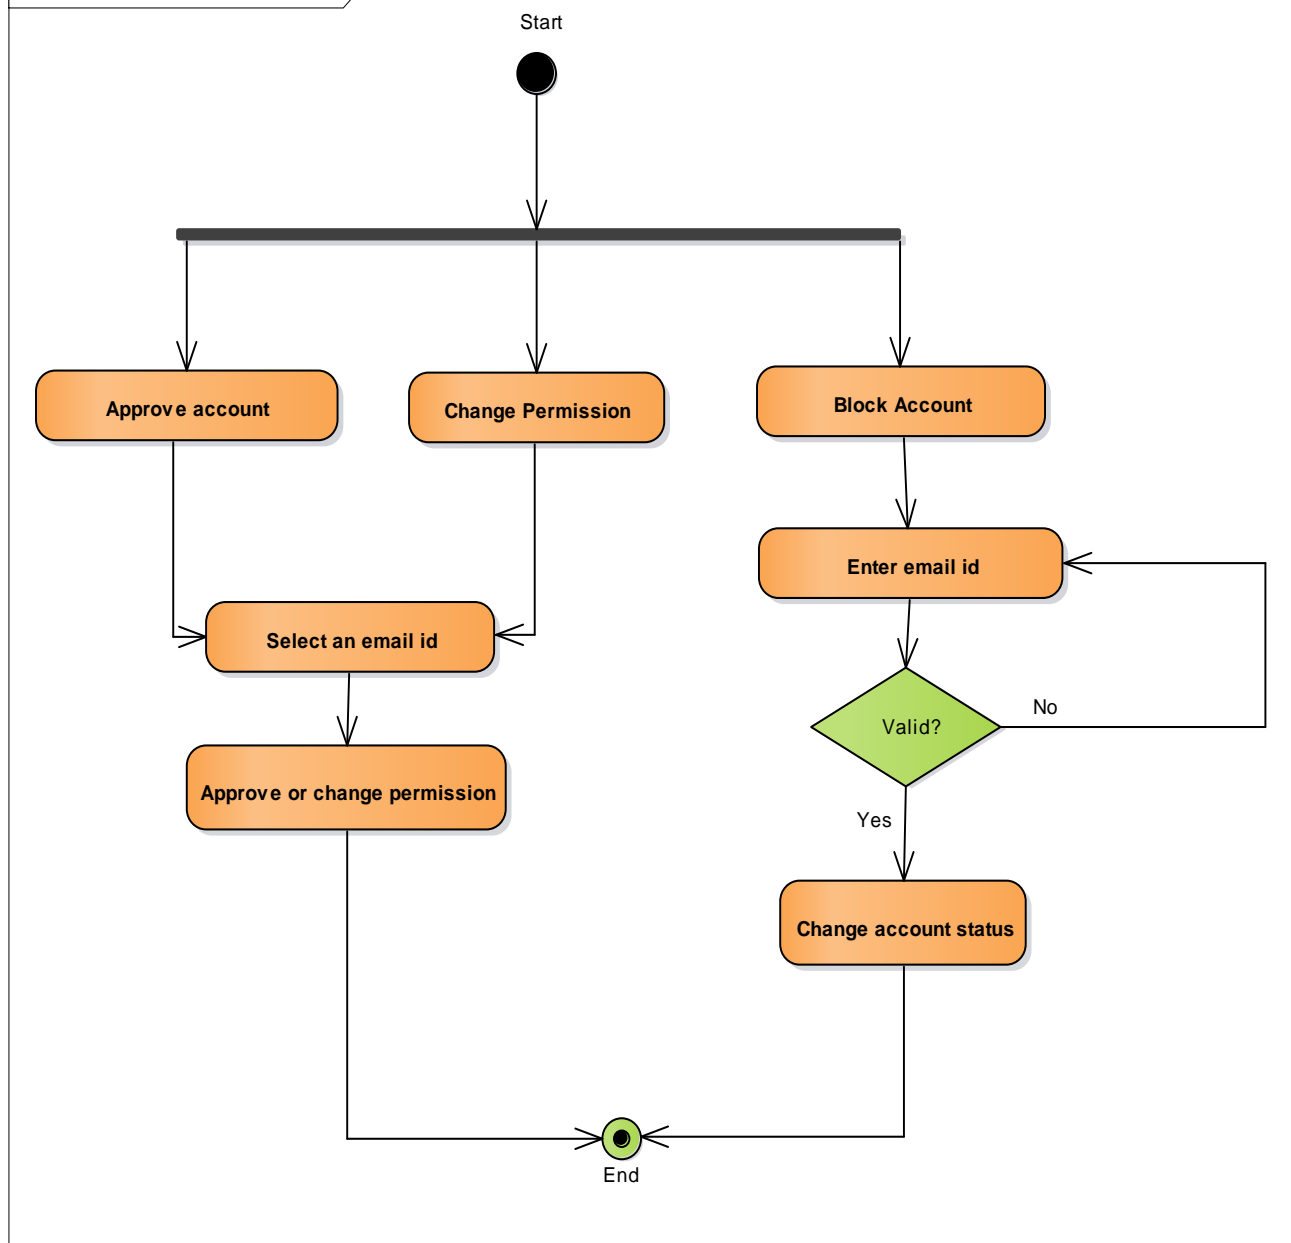 Start
Approve account
Change Permission
Block Account
Enter email id
Select an email id
Valid?
No
Approve or change permission
Yes
Change account status
End